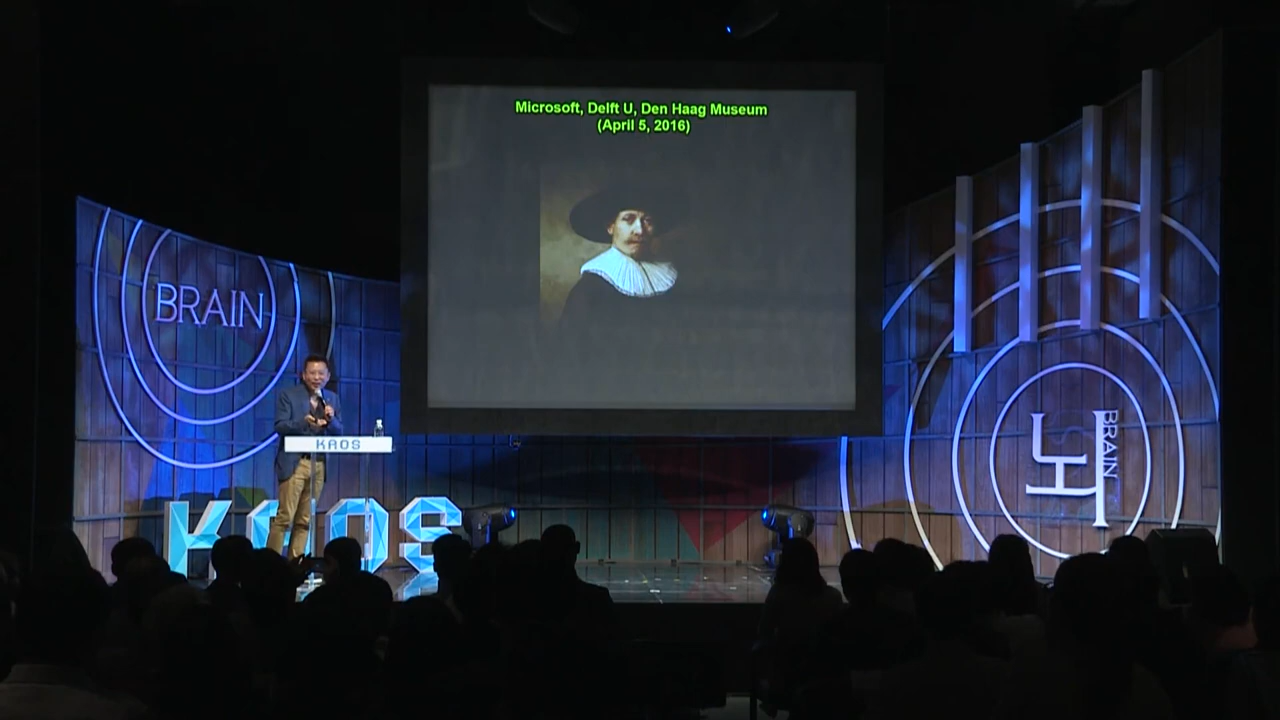 Microsoft, Delft U, Den Haag Museum
(April 5, 2016)
BRAIN
KAOS
KAOS
뇌
BRAIN